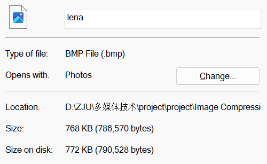 lena
Type of file: BMP File (.bmp)
Opens with: Photos Change...
Location: D:\ZJU\多媒体技术\project\project\Image Compressi
Size: 768 KB (786,570 bytes)
Size on disk: 772 KB (790,528 bytes)